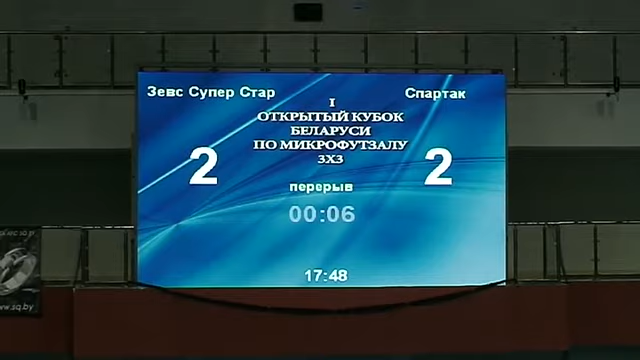 Зевс Супер Стар
Спартак
I
ОТКРЫТЫЙ КУБОК
БЕЛАРУСИ
ПО МИКРОФУТЗАЛУ
3Х3
2
2
перерыв
00:06
17:48